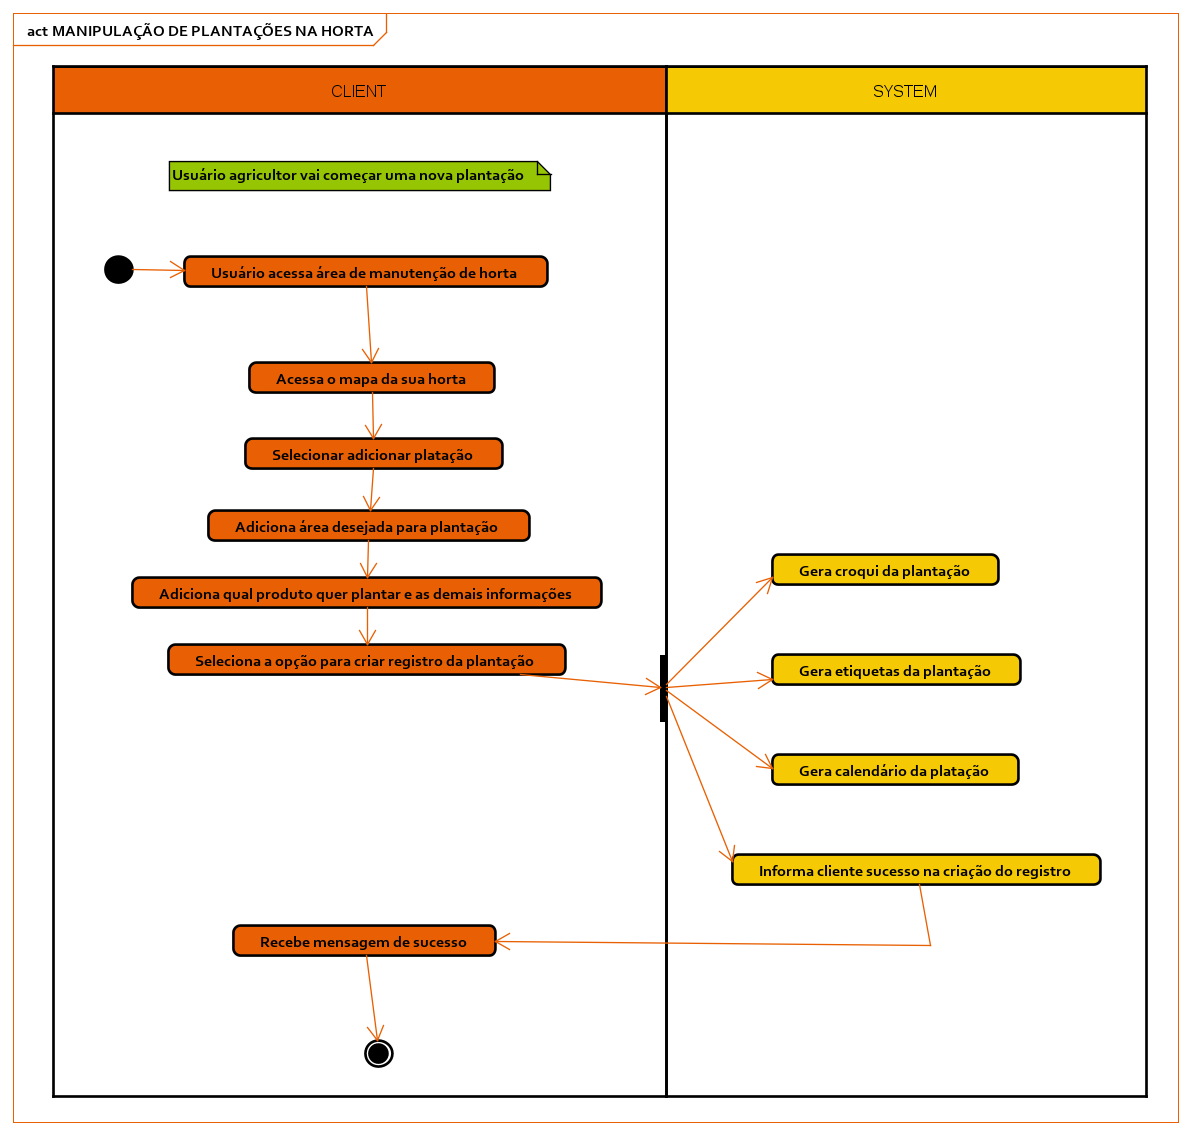 act MANIPULAÇÃO DE PLANTAÇÕES NA HORTA
CLIENT
SYSTEM
Usuário agricultor vai começar uma nova plantação
Usuário acessa área de manutenção de horta
Acessa o mapa da sua horta
Selecionar adicionar platação
Adiciona área desejada para plantação
Adiciona qual produto quer plantar e as demais informações
Seleciona a opção para criar registro da plantação
Gera croqui da plantação
Gera etiquetas da plantação
Gera calendário da platação
Informa cliente sucesso na criação do registro
Recebe mensagem de sucesso